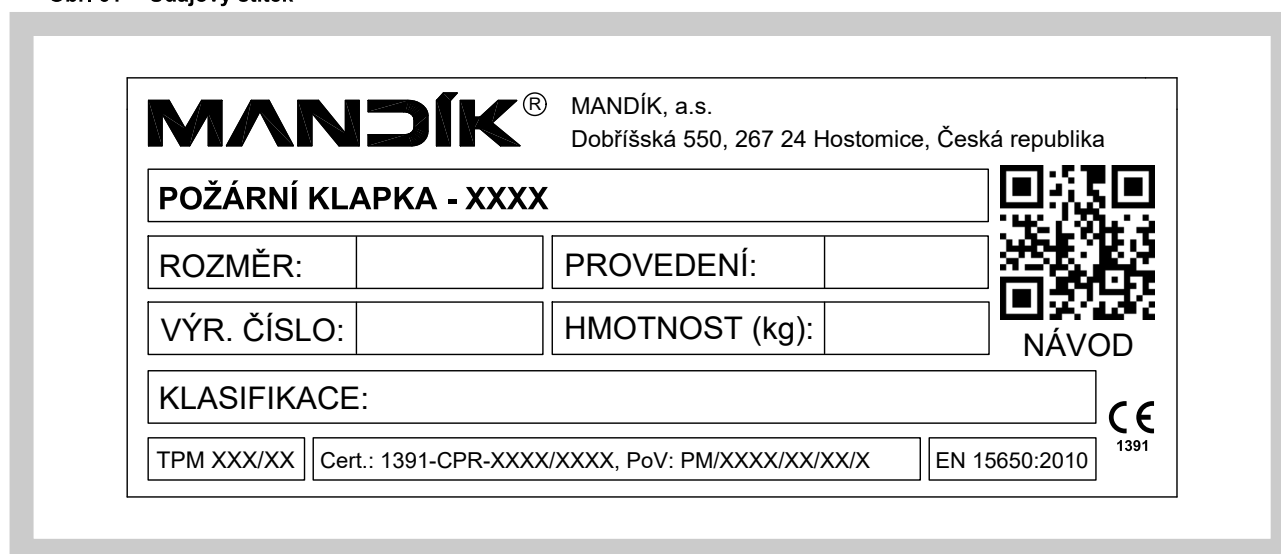 MANDÍK® MANDÍK, a.s.
Dobříšská 550, 267 24 Hostomice, Česká republika
POŽÁRNÍ KLAPKA - XXXX
ROZMĚR: PROVEDENÍ:
VÝR. ČÍSLO: HMOTNOST (kg):
NÁVOD
KLASIFIKACE:
CE
1391
TPM XXX/XX Cert.: 1391-CPR-XXXX/XXXX, PoV: PM/XXXX/XX/XX/X EN 15650:2010